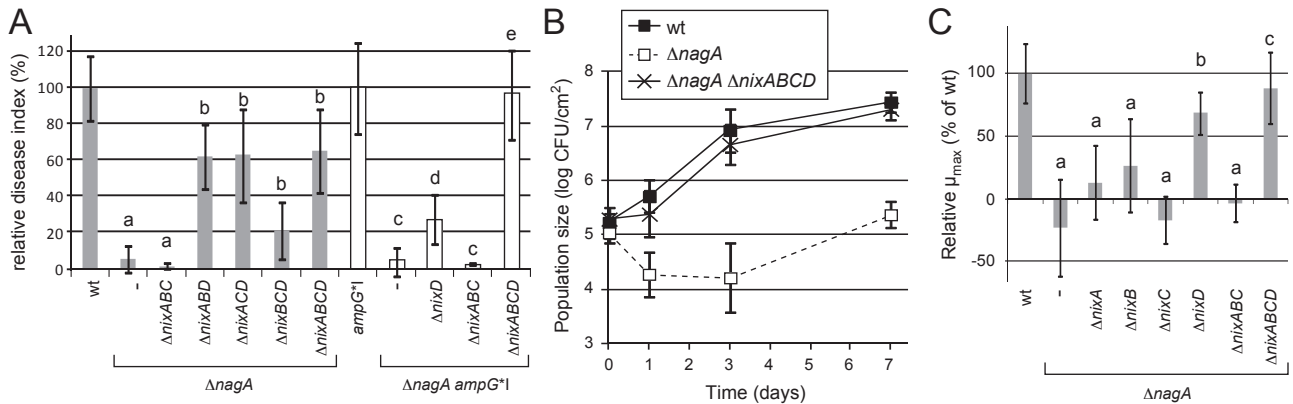 A
relative disease index (%)
120
100
80
60
40
20
0
a
a
b
b
b
b
c
d
c
e
wt
-
ΔnixABC
ΔnixABD
ΔnixACD
ΔnixBCD
ΔnixABCD
ampG*I
-
ΔnixD
ΔnixABC
ΔnixABCD
ΔnagA
ΔnagA ampG*I
B
wt
ΔnagA
ΔnagA ΔnixABCD
Population size (log CFU/cm²)
8
7
6
5
4
3
0 1 2 3 4 5 6 7
Time (days)
C
Relative μmax (% of wt)
100
50
0
-50
a
a
a
a
b
a
c
wt
-
ΔnixA
ΔnixB
ΔnixC
ΔnixD
ΔnixABC
ΔnixABCD
ΔnagA